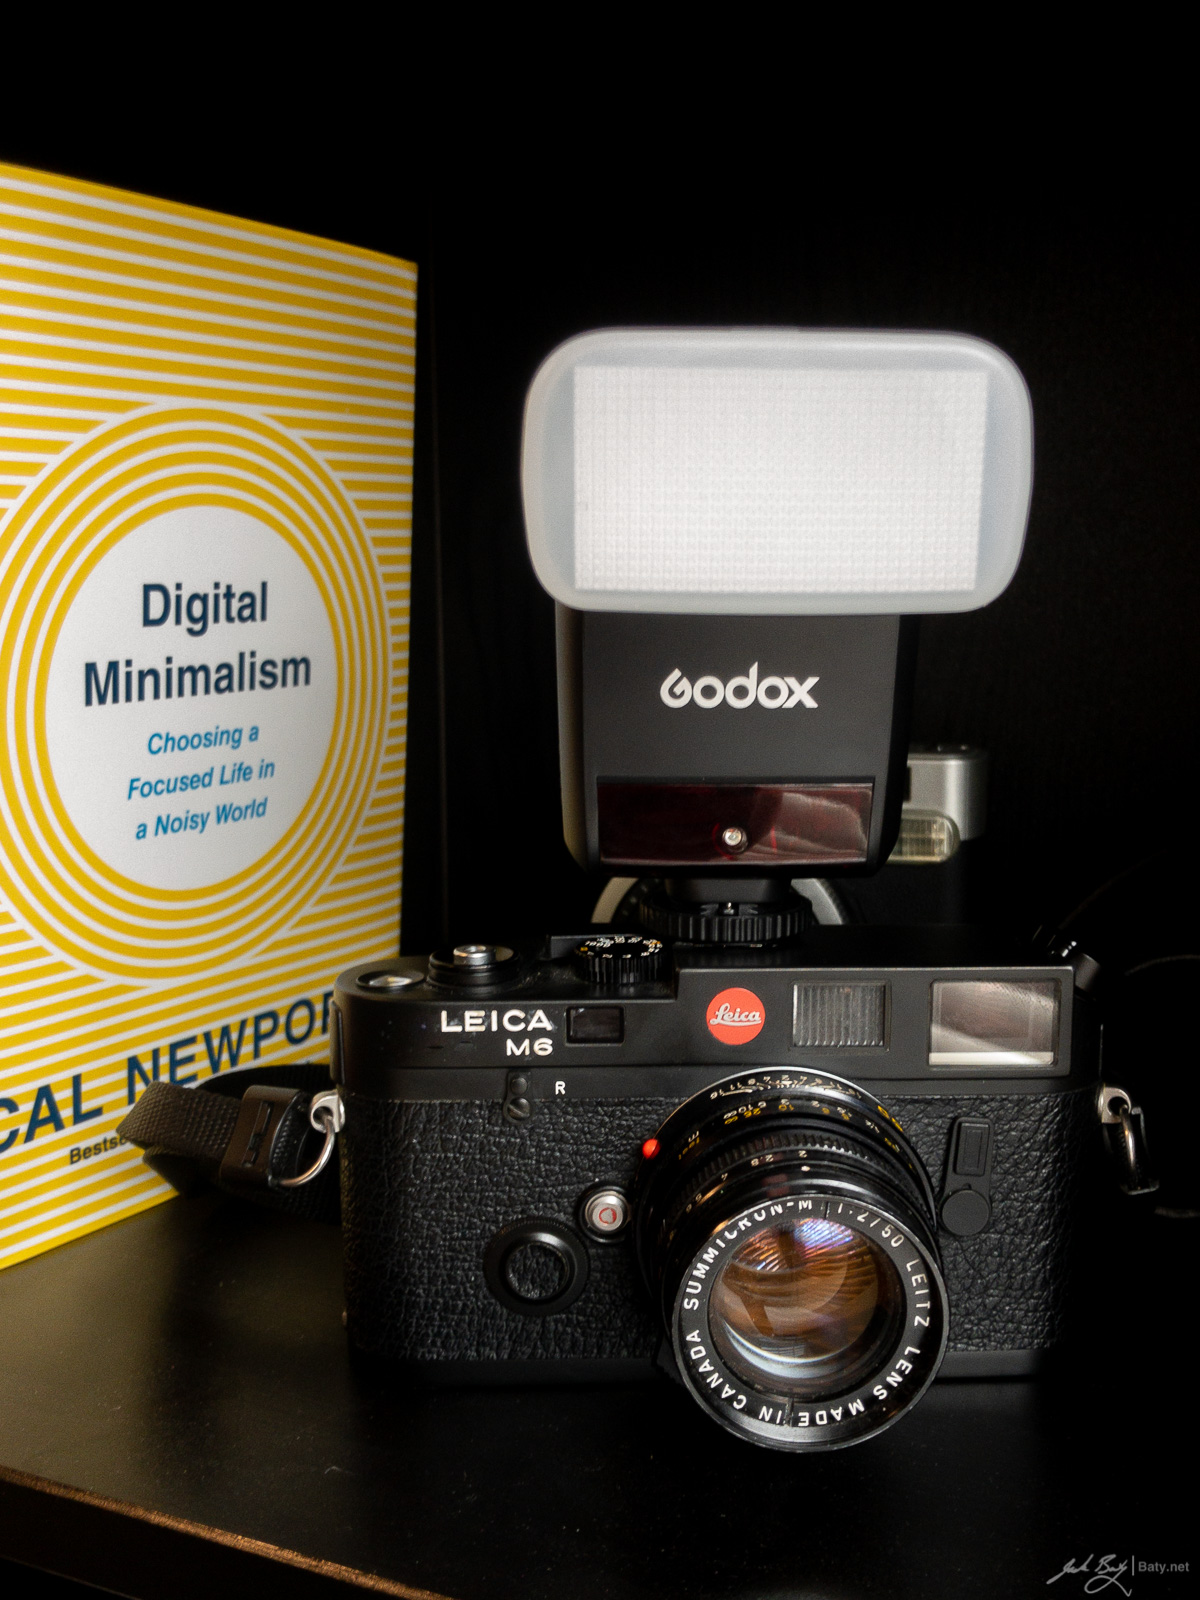 Digital
Minimalism
Choosing a
Focused Life in
a Noisy World
CAL NEWPOR
Godox
LEICA
M6
Leica
R
SUMMICRON-M 1:2/50 LEITZ LENS MADE IN CANADA
Baty.net